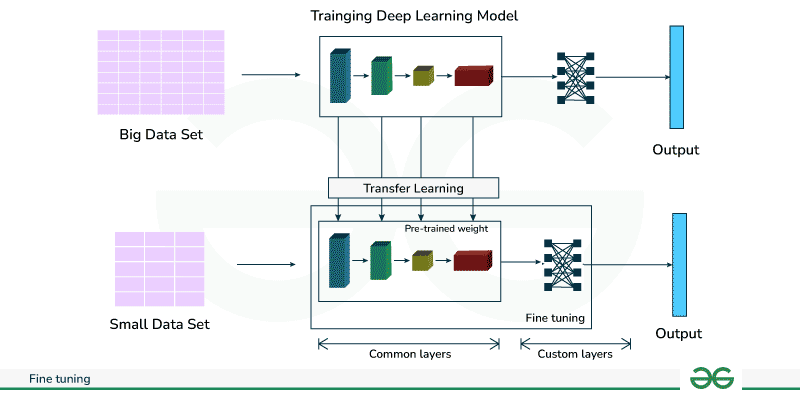 Trainging Deep Learning Model
Big Data Set
Output
Transfer Learning
Pre-trained weight
Small Data Set
Fine tuning
Output
Common layers
Custom layers
Fine tuning